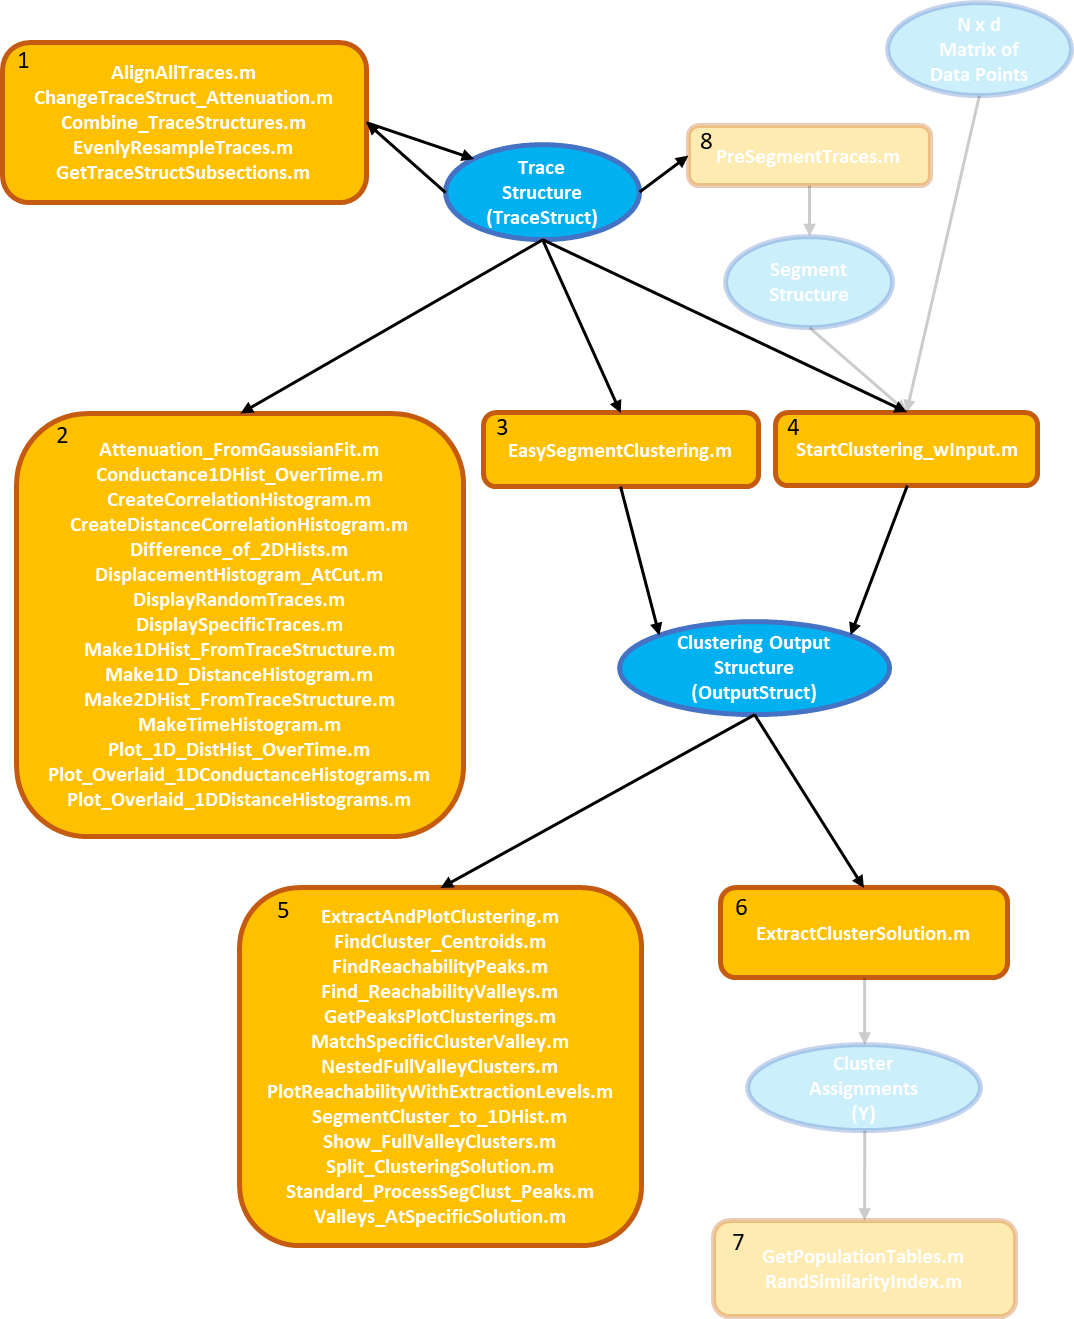 1
AlignAllTraces.m
ChangeTraceStruct_Attenuation.m
Combine_TraceStructures.m
EvenlyResampleTraces.m
GetTraceStructSubsections.m
N x d
Matrix of
Data Points
Trace
Structure
(TraceStruct)
8
PreSegmentTraces.m
Segment
Structure
2
Attenuation_FromGaussianFit.m
Conductance1DHist_OverTime.m
CreateCorrelationHistogram.m
CreateDistanceCorrelationHistogram.m
Difference_of_2DHists.m
DisplacementHistogram_AtCut.m
DisplayRandomTraces.m
DisplaySpecificTraces.m
Make1DHist_FromTraceStructure.m
Make1D_DistanceHistogram.m
Make2DHist_FromTraceStructure.m
MakeTimeHistogram.m
Plot_1D_DistHist_OverTime.m
Plot_Overlaid_1DConductanceHistograms.m
Plot_Overlaid_1DDistanceHistograms.m
3
EasySegmentClustering.m
4
StartClustering_wInput.m
Clustering Output
Structure
(OutputStruct)
5
ExtractAndPlotClustering.m
FindCluster_Centroids.m
FindReachabilityPeaks.m
Find_ReachabilityValleys.m
GetPeaksPlotClusterings.m
MatchSpecificClusterValley.m
NestedFullValleyClusters.m
PlotReachabilityWithExtractionLevels.m
SegmentCluster_to_1DHist.m
Show_FullValleyClusters.m
Split_ClusteringSolution.m
Standard_ProcessSegClust_Peaks.m
Valleys_AtSpecificSolution.m
6
ExtractClusterSolution.m
Cluster
Assignments
(Y)
7
GetPopulationTables.m
RandSimilarityIndex.m